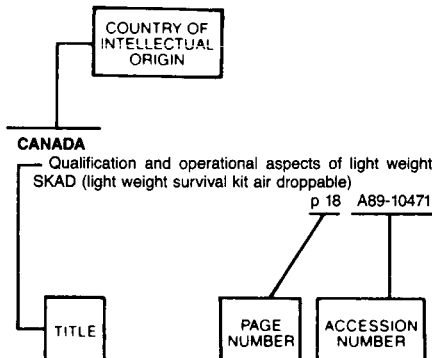 COUNTRY OF
INTELLECTUAL
ORIGIN
CANADA
Qualification and operational aspects of light weight
SKAD (light weight survival kit air droppable)
p 18 A89-10471
TITLE
PAGE
NUMBER
ACCESSION
NUMBER